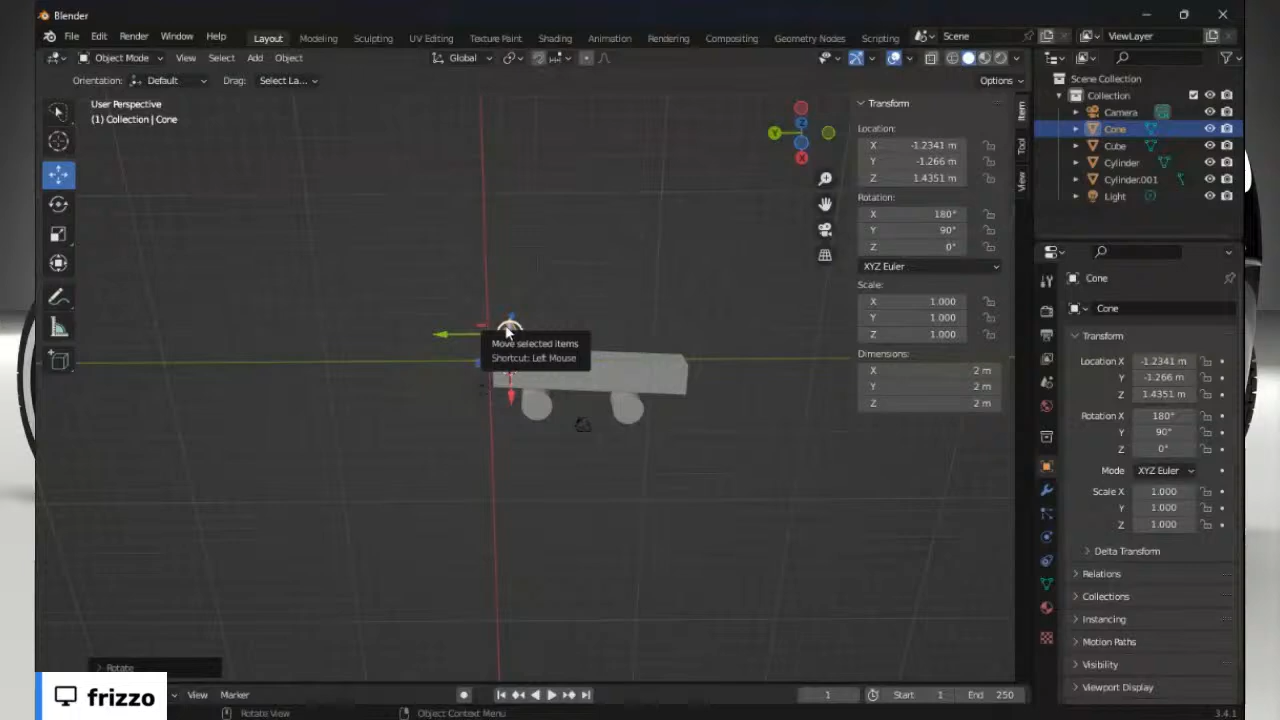 Blender
File Edit Render Window Help Layout Modeling Sculpting UV Editing Texture Paint Shading Animation Rendering Compositing Geometry Nodes Scripting Scene ViewLayer
Object Mode View Select Add Object Global
Orientation: Default Drag: Select La... Options
User Perspective
(1) Collection | Cone
Z
Y
X
Move selected items
Shortcut: Left Mouse
Transform
Location:
X -1.2341 m
Y -1.266 m
Z 1.4351 m
Rotation:
X 180°
Y 90°
Z 0°
XYZ Euler
Scale:
X 1.000
Y 1.000
Z 1.000
Dimensions:
X 2 m
Y 2 m
Z 2 m
Item
Tool
View
Scene Collection
Collection
Camera
Cone
Cube
Cylinder
Cylinder.001
Light
Cone
Cone
Transform
Location X -1.2341 m
Y -1.266 m
Z 1.4351 m
Rotation X 180°
Y 90°
Z 0°
Mode XYZ Euler
Scale X 1.000
Y 1.000
Z 1.000
Delta Transform
Relations
Collections
Instancing
Motion Paths
Visibility
Viewport Display
Rotate
View Marker 1 Start 1 End 250
Rotate View Object Context Menu 3.4.1
frizzo